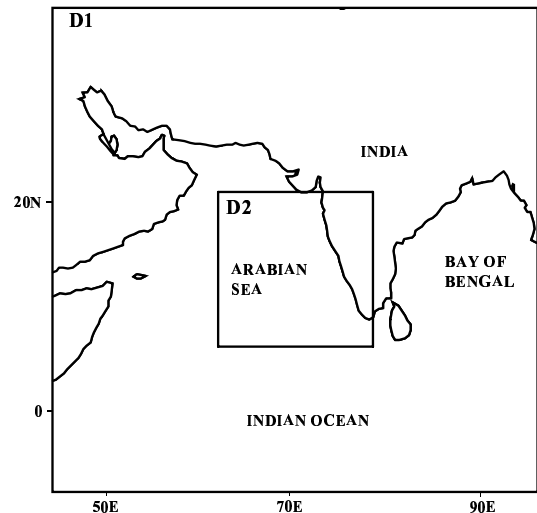 D1
INDIA
20N
D2
ARABIAN
SEA
BAY OF
BENGAL
0
INDIAN OCEAN
50E
70E
90E